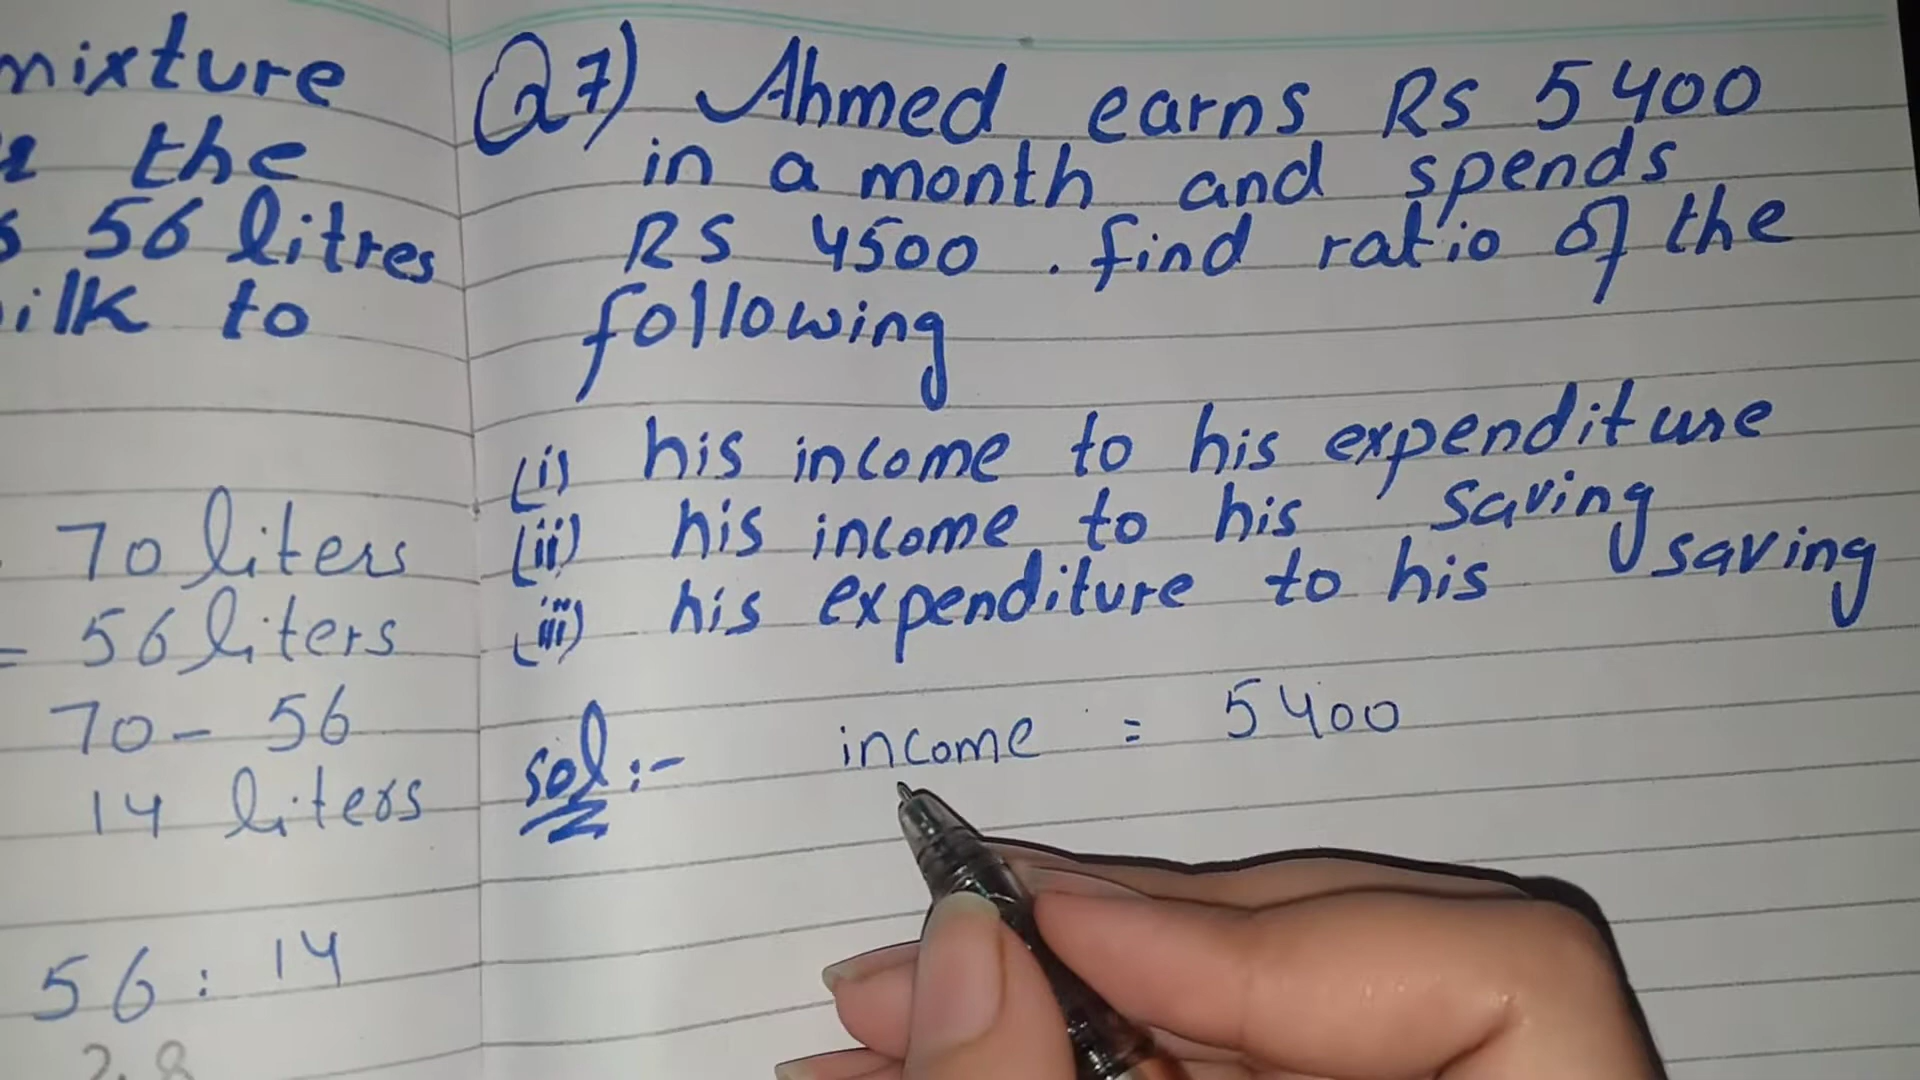 mixture
the
56 litres
ilk to
70 liters
= 56 liters
70 - 56
14 liters
56 : 14
Q7) Ahmed earns Rs 5400
in a month and spends
RS 4500 . find ratio of the
following
(i) his income to his expenditure
(ii) his income to his saving
(iii) his expenditure to his saving
sol:- income = 5400